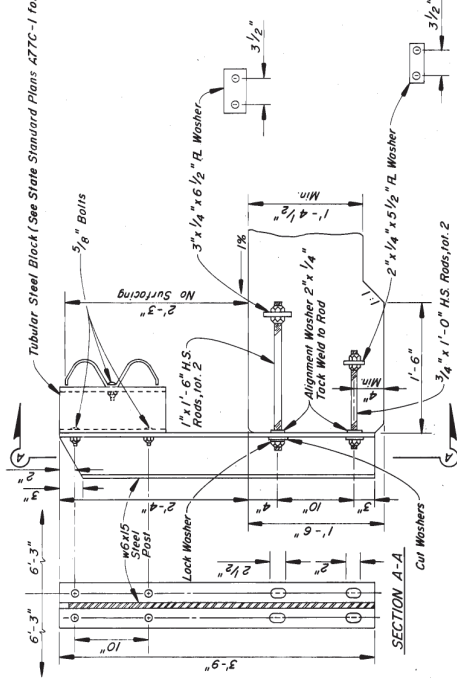 Tubular Steel Block (See State Standard Plans A77C-1 fo
5/8" Bolts
3" x 1/4" x 6 1/2" PL Washer
3 1/2"
3 1/2"
2'-3"
No Surfacing
1%
1'-4 1/2"
Min.
1" x 1'-6" H.S.
Rods, tot. 2
Alignment Washer 2" x 1/4"
Tack Weld to Rod
2" x 1/4" x 5 1/2" PL Washer
1:1
4"
Min.
3/4" x 1'-0" H.S. Rods, tot. 2
1'-6"
A
A
2"
3"
2'-4"
4"
10"
3"
1'-6"
W6x15
Steel
Post
Lock Washer
Cut Washers
6'-3"
6'-3"
10"
3'-9"
2 1/2"
2"
SECTION A-A